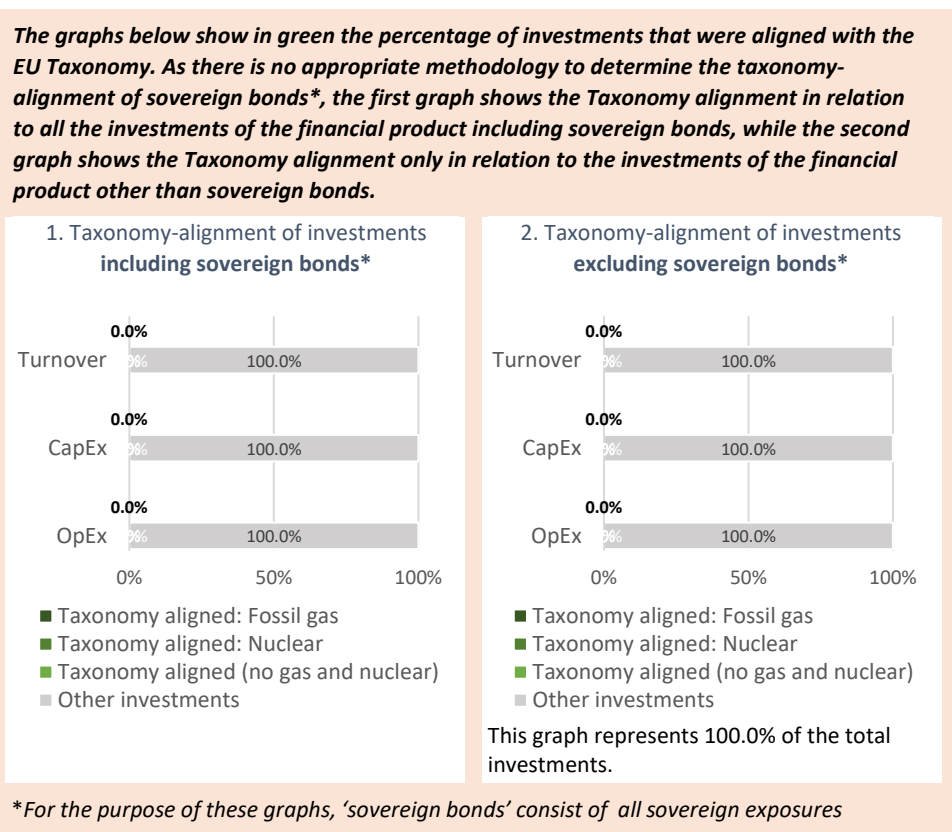 The graphs below show in green the percentage of investments that were aligned with the
EU Taxonomy. As there is no appropriate methodology to determine the taxonomy-
alignment of sovereign bonds*, the first graph shows the Taxonomy alignment in relation
to all the investments of the financial product including sovereign bonds, while the second
graph shows the Taxonomy alignment only in relation to the investments of the financial
product other than sovereign bonds.
1. Taxonomy-alignment of investments
including sovereign bonds*
0.0%
Turnover
100.0%
0.0%
CapEx
100.0%
0.0%
OpEx
100.0%
0% 50% 100%
Taxonomy aligned: Fossil gas
Taxonomy aligned: Nuclear
Taxonomy aligned (no gas and nuclear)
Other investments
2. Taxonomy-alignment of investments
excluding sovereign bonds*
0.0%
Turnover
100.0%
0.0%
CapEx
100.0%
0.0%
OpEx
100.0%
0% 50% 100%
Taxonomy aligned: Fossil gas
Taxonomy aligned: Nuclear
Taxonomy aligned (no gas and nuclear)
Other investments
This graph represents 100.0% of the total
investments.
*For the purpose of these graphs, ‘sovereign bonds’ consist of all sovereign exposures